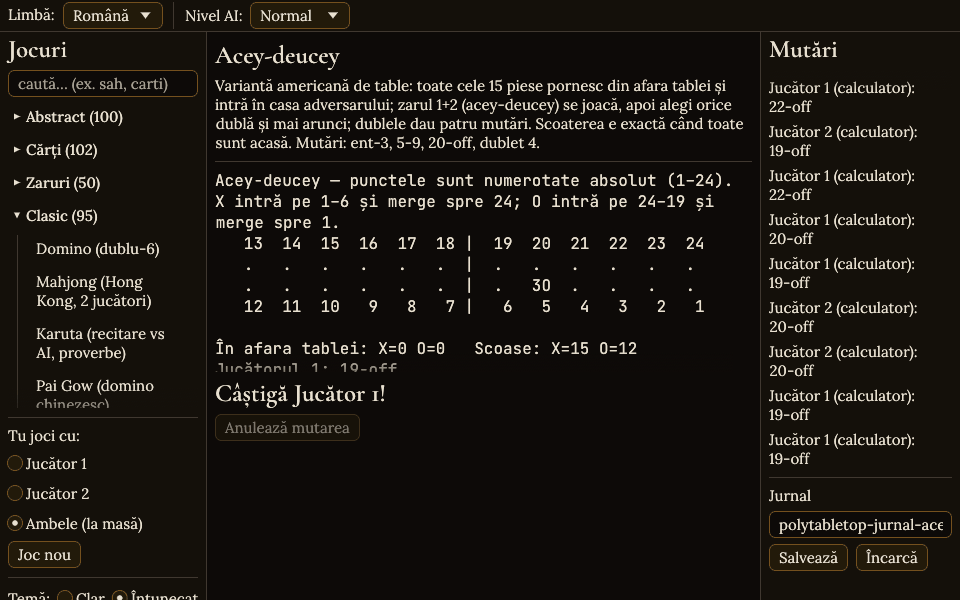 Limbă: Română Nivel AI: Normal
Jocuri
caută... (ex. sah, carti)
Abstract (100)
Cărți (102)
Zaruri (50)
Clasic (95)
Domino (dublu-6)
Mahjong (Hong
Kong, 2 jucători)
Karuta (recitare vs
AI, proverbe)
Pai Gow (domino
chinezesc)
Tu joci cu:
Jucător 1
Jucător 2
Ambele (la masă)
Joc nou
Temă: Clar Întunecat
Acey-deucey
Variantă americană de table: toate cele 15 piese pornesc din afara tablei și
intră în casa adversarului; zarul 1+2 (acey-deucey) se joacă, apoi alegi orice
dublă și mai arunci; dublele dau patru mutări. Scoaterea e exactă când toate
sunt acasă. Mutări: ent-3, 5-9, 20-off, dublet 4.
Acey-deucey — punctele sunt numerotate absolut (1–24).
X intră pe 1–6 și merge spre 24; O intră pe 24–19 și
merge spre 1.
13 14 15 16 17 18 | 19 20 21 22 23 24
. . . . . . | . . . . . .
. . . . . . | . 3O . . . .
12 11 10 9 8 7 | 6 5 4 3 2 1
În afara tablei: X=0 O=0 Scoase: X=15 O=12
Jucătorul 1: 19-off
Câștigă Jucător 1!
Anulează mutarea
Mutări
Jucător 1 (calculator):
22-off
Jucător 2 (calculator):
19-off
Jucător 1 (calculator):
22-off
Jucător 1 (calculator):
20-off
Jucător 1 (calculator):
19-off
Jucător 2 (calculator):
20-off
Jucător 2 (calculator):
20-off
Jucător 1 (calculator):
19-off
Jucător 1 (calculator):
19-off
Jurnal
polytabletop-jurnal-ace
Salvează Încarcă